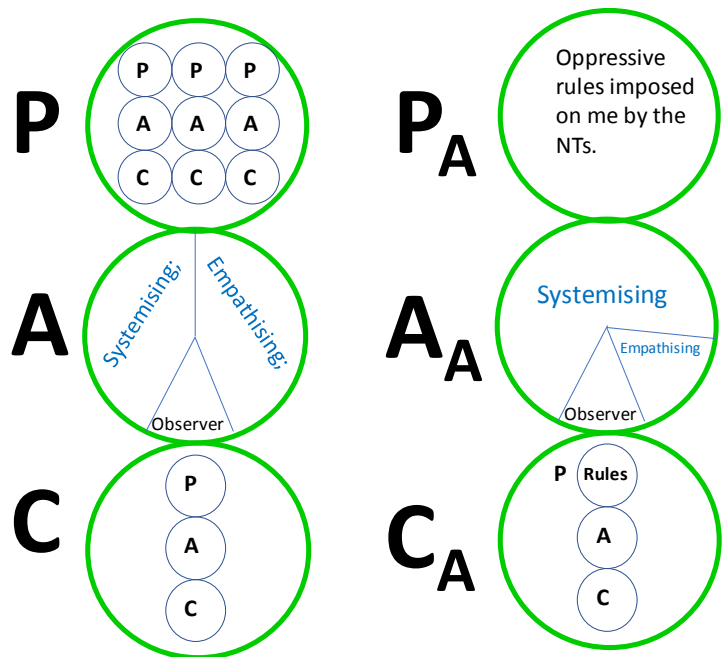 P
P P P
A A A
C C C
A
Systemising;
Empathising;
Observer
C
P
A
C
PA
Oppressive
rules imposed
on me by the
NTs.
AA
Systemising
Empathising
Observer
CA
P Rules
A
C